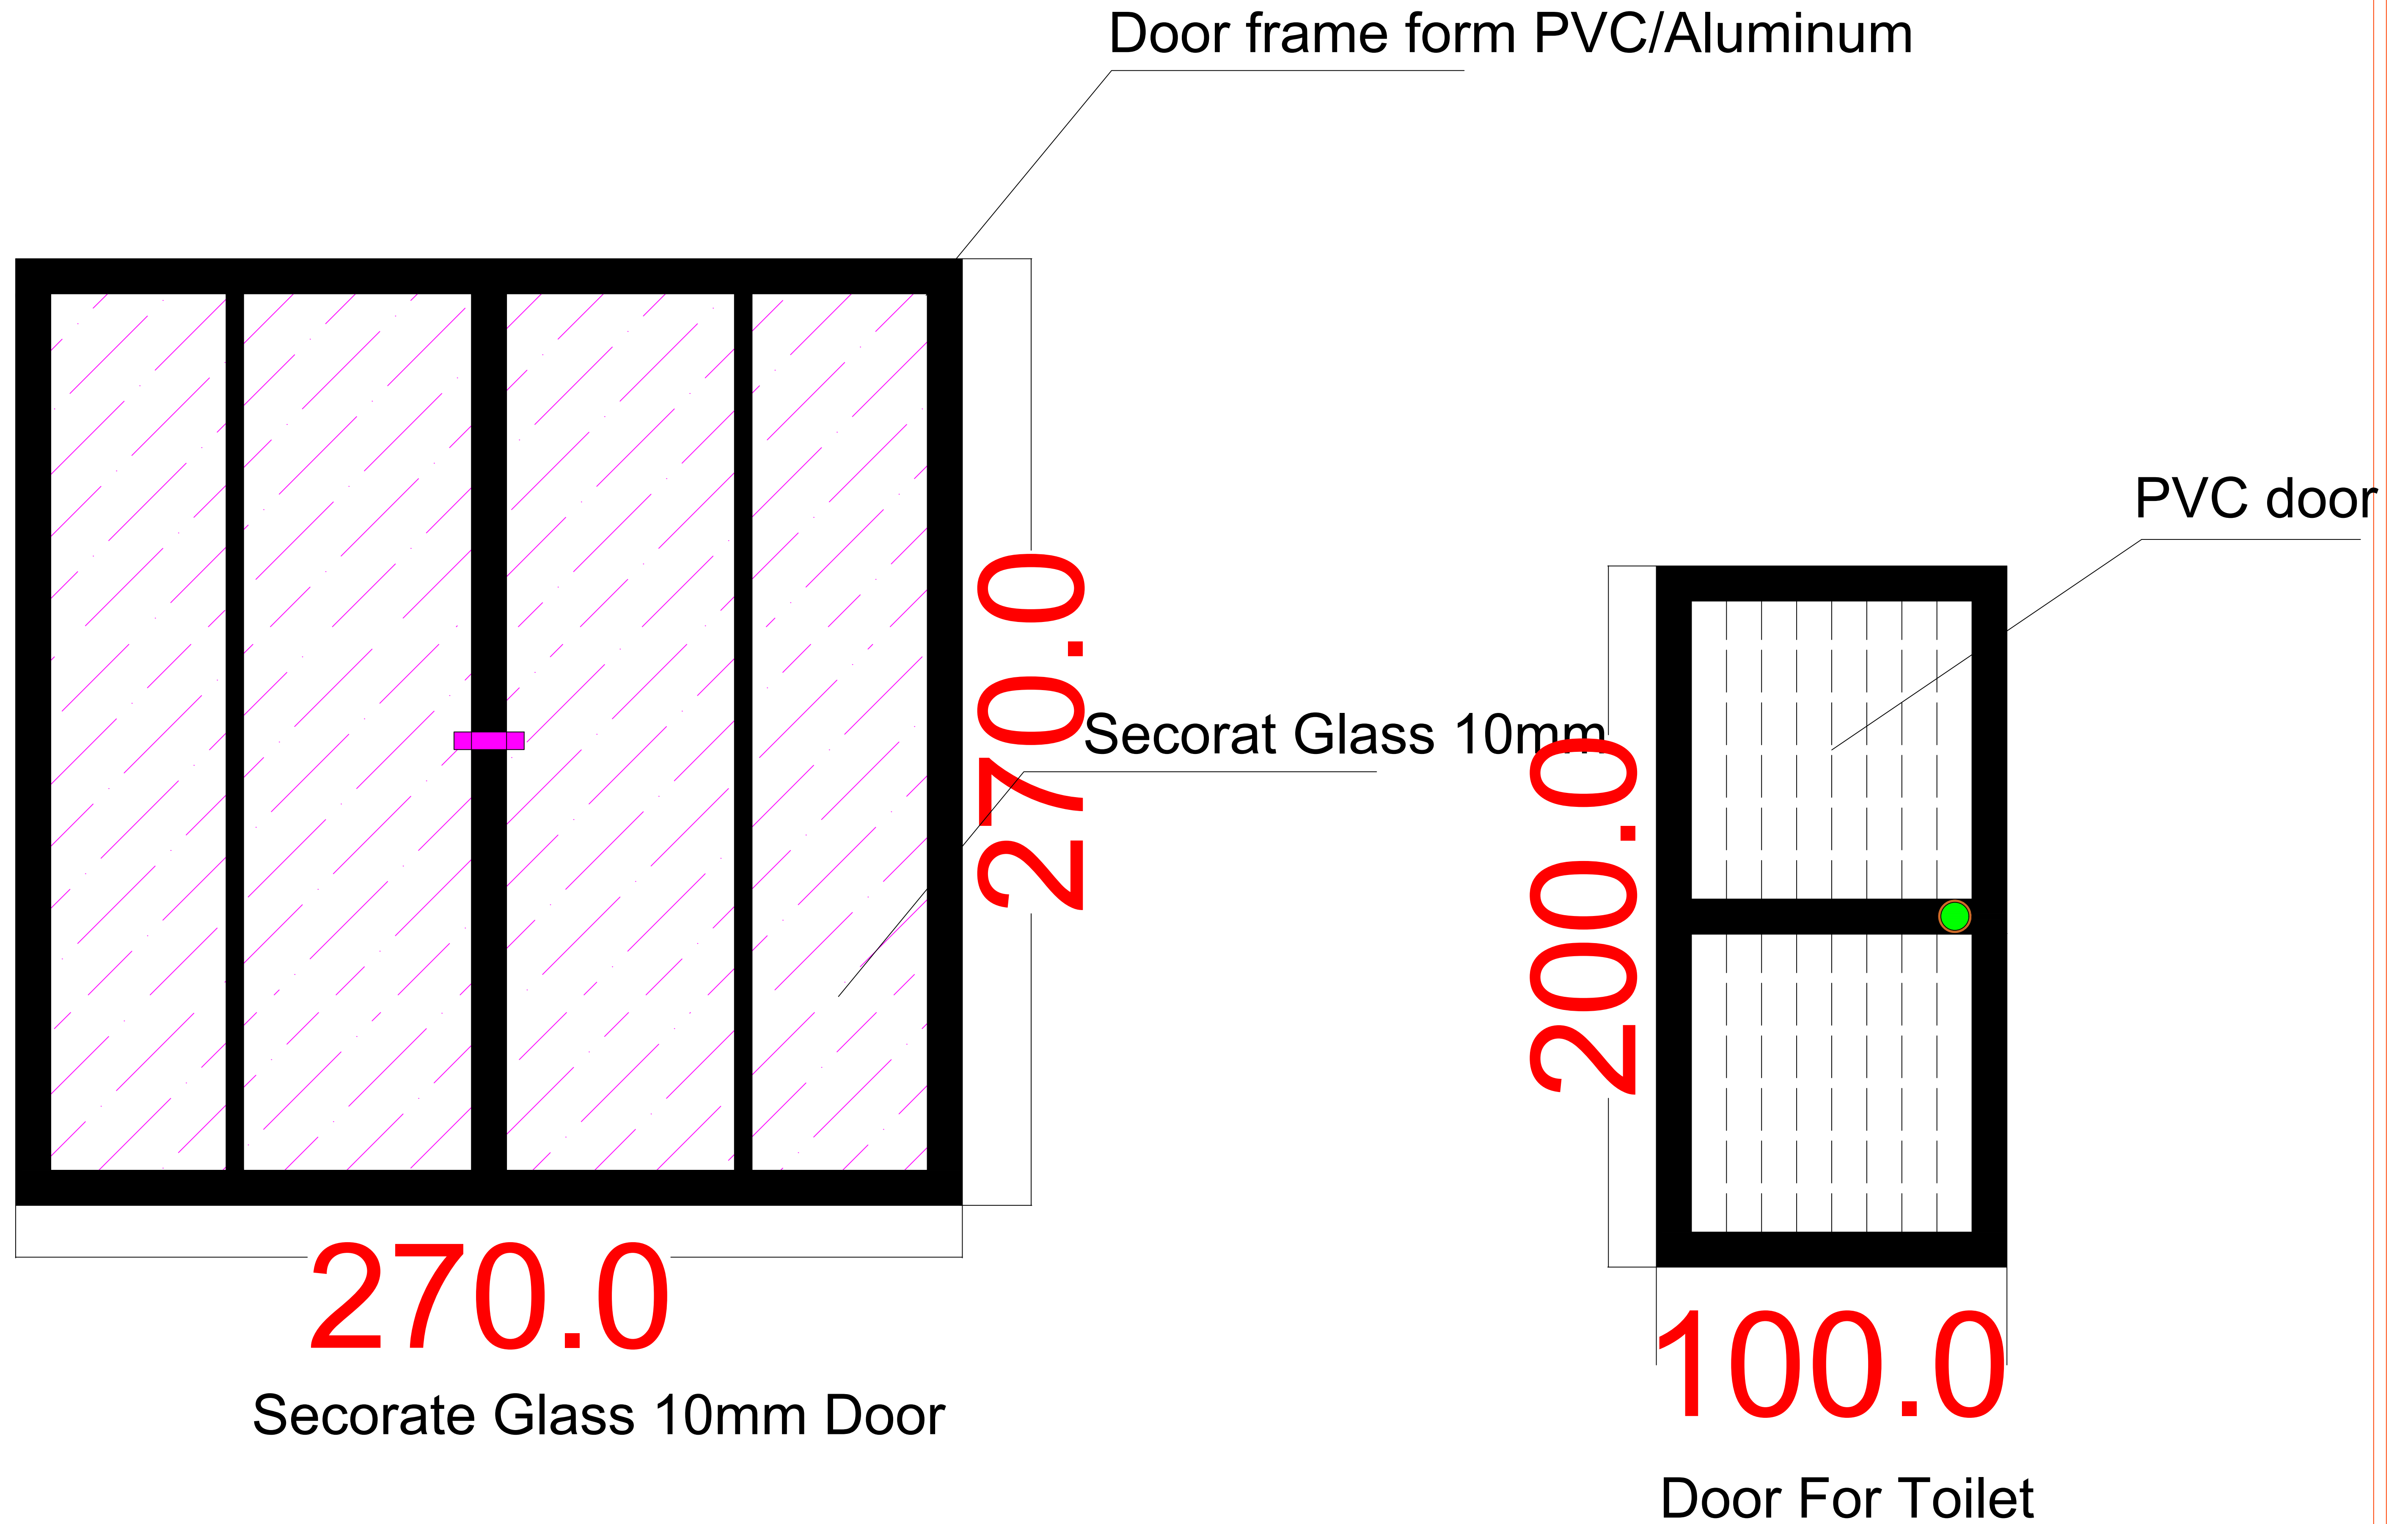 Door frame form PVC/Aluminum
PVC door
270.0
Secorat Glass 10mm
200.0
270.0
100.0
Secorate Glass 10mm Door
Door For Toilet